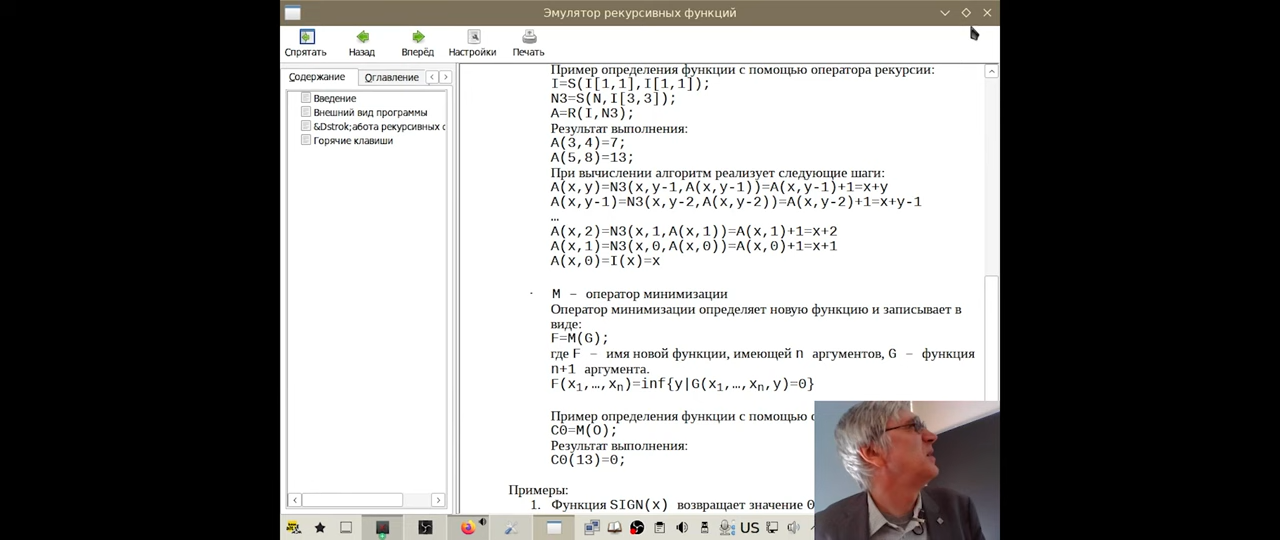 Эмулятор рекурсивных функций
Спрятать Назад Вперёд Настройки Печать
Содержание Оглавление
Введение
Внешний вид программы
&Dstrok;абота рекурсивных
Горячие клавиши
Пример определения функции с помощью оператора рекурсии:
I=S(I[1,1],I[1,1]);
N3=S(N,I[3,3]);
A=R(I,N3);
Результат выполнения:
A(3,4)=7;
A(5,8)=13;
При вычислении алгоритм реализует следующие шаги:
A(x,y)=N3(x,y-1,A(x,y-1))=A(x,y-1)+1=x+y
A(x,y-1)=N3(x,y-2,A(x,y-2))=A(x,y-2)+1=x+y-1
…
A(x,2)=N3(x,1,A(x,1))=A(x,1)+1=x+2
A(x,1)=N3(x,0,A(x,0))=A(x,0)+1=x+1
A(x,0)=I(x)=x
· M – оператор минимизации
Оператор минимизации определяет новую функцию и записывает в
виде:
F=M(G);
где F – имя новой функции, имеющей n аргументов, G – функция
n+1 аргумента.
F(x1,…,xn)=inf{y|G(x1,…,xn,y)=0}
Пример определения функции с помощью
C0=M(O);
Результат выполнения:
C0(13)=0;
Примеры:
1. Функция SIGN(x) возвращает значение 0
US